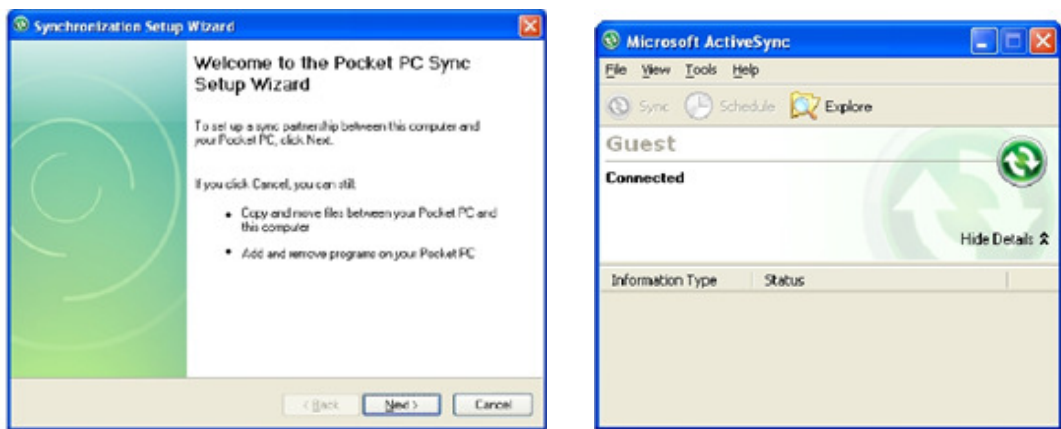 Synchronization Setup Wizard
Welcome to the Pocket PC Sync
Setup Wizard
To set up a sync partnership between this computer and
your Pocket PC, click Next.
If you click Cancel, you can still:
Copy and move files between your Pocket PC and
this computer
Add and remove programs on your Pocket PC
< Back Next > Cancel
Microsoft ActiveSync
File View Tools Help
Sync Schedule Explore
Guest
Connected
Hide Details
Information Type Status